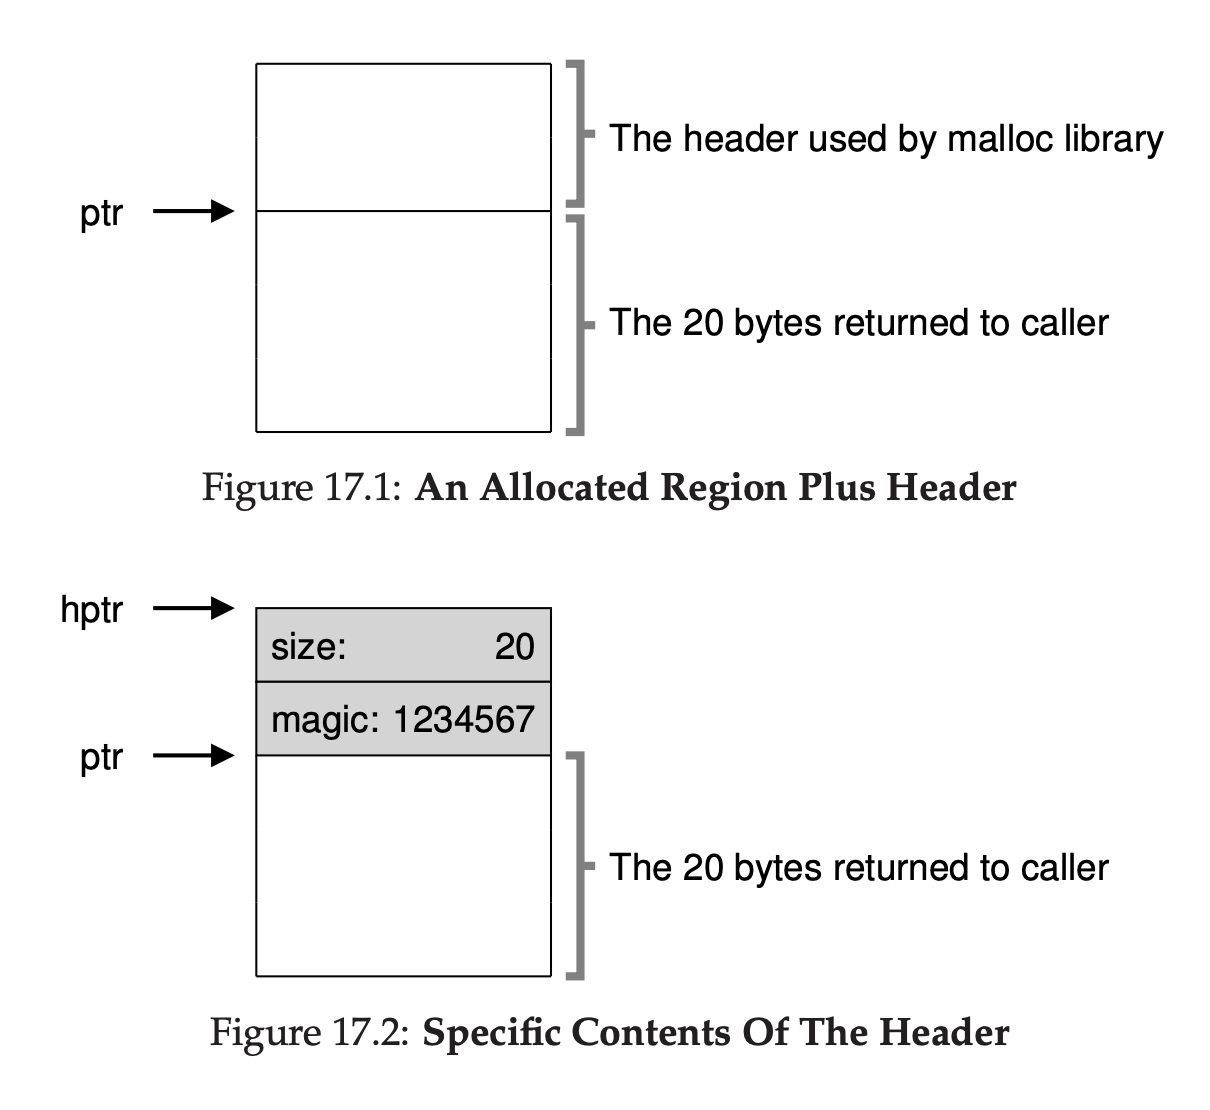 The header used by malloc library
ptr
The 20 bytes returned to caller
Figure 17.1: An Allocated Region Plus Header
hptr
size: 20
magic: 1234567
ptr
The 20 bytes returned to caller
Figure 17.2: Specific Contents Of The Header